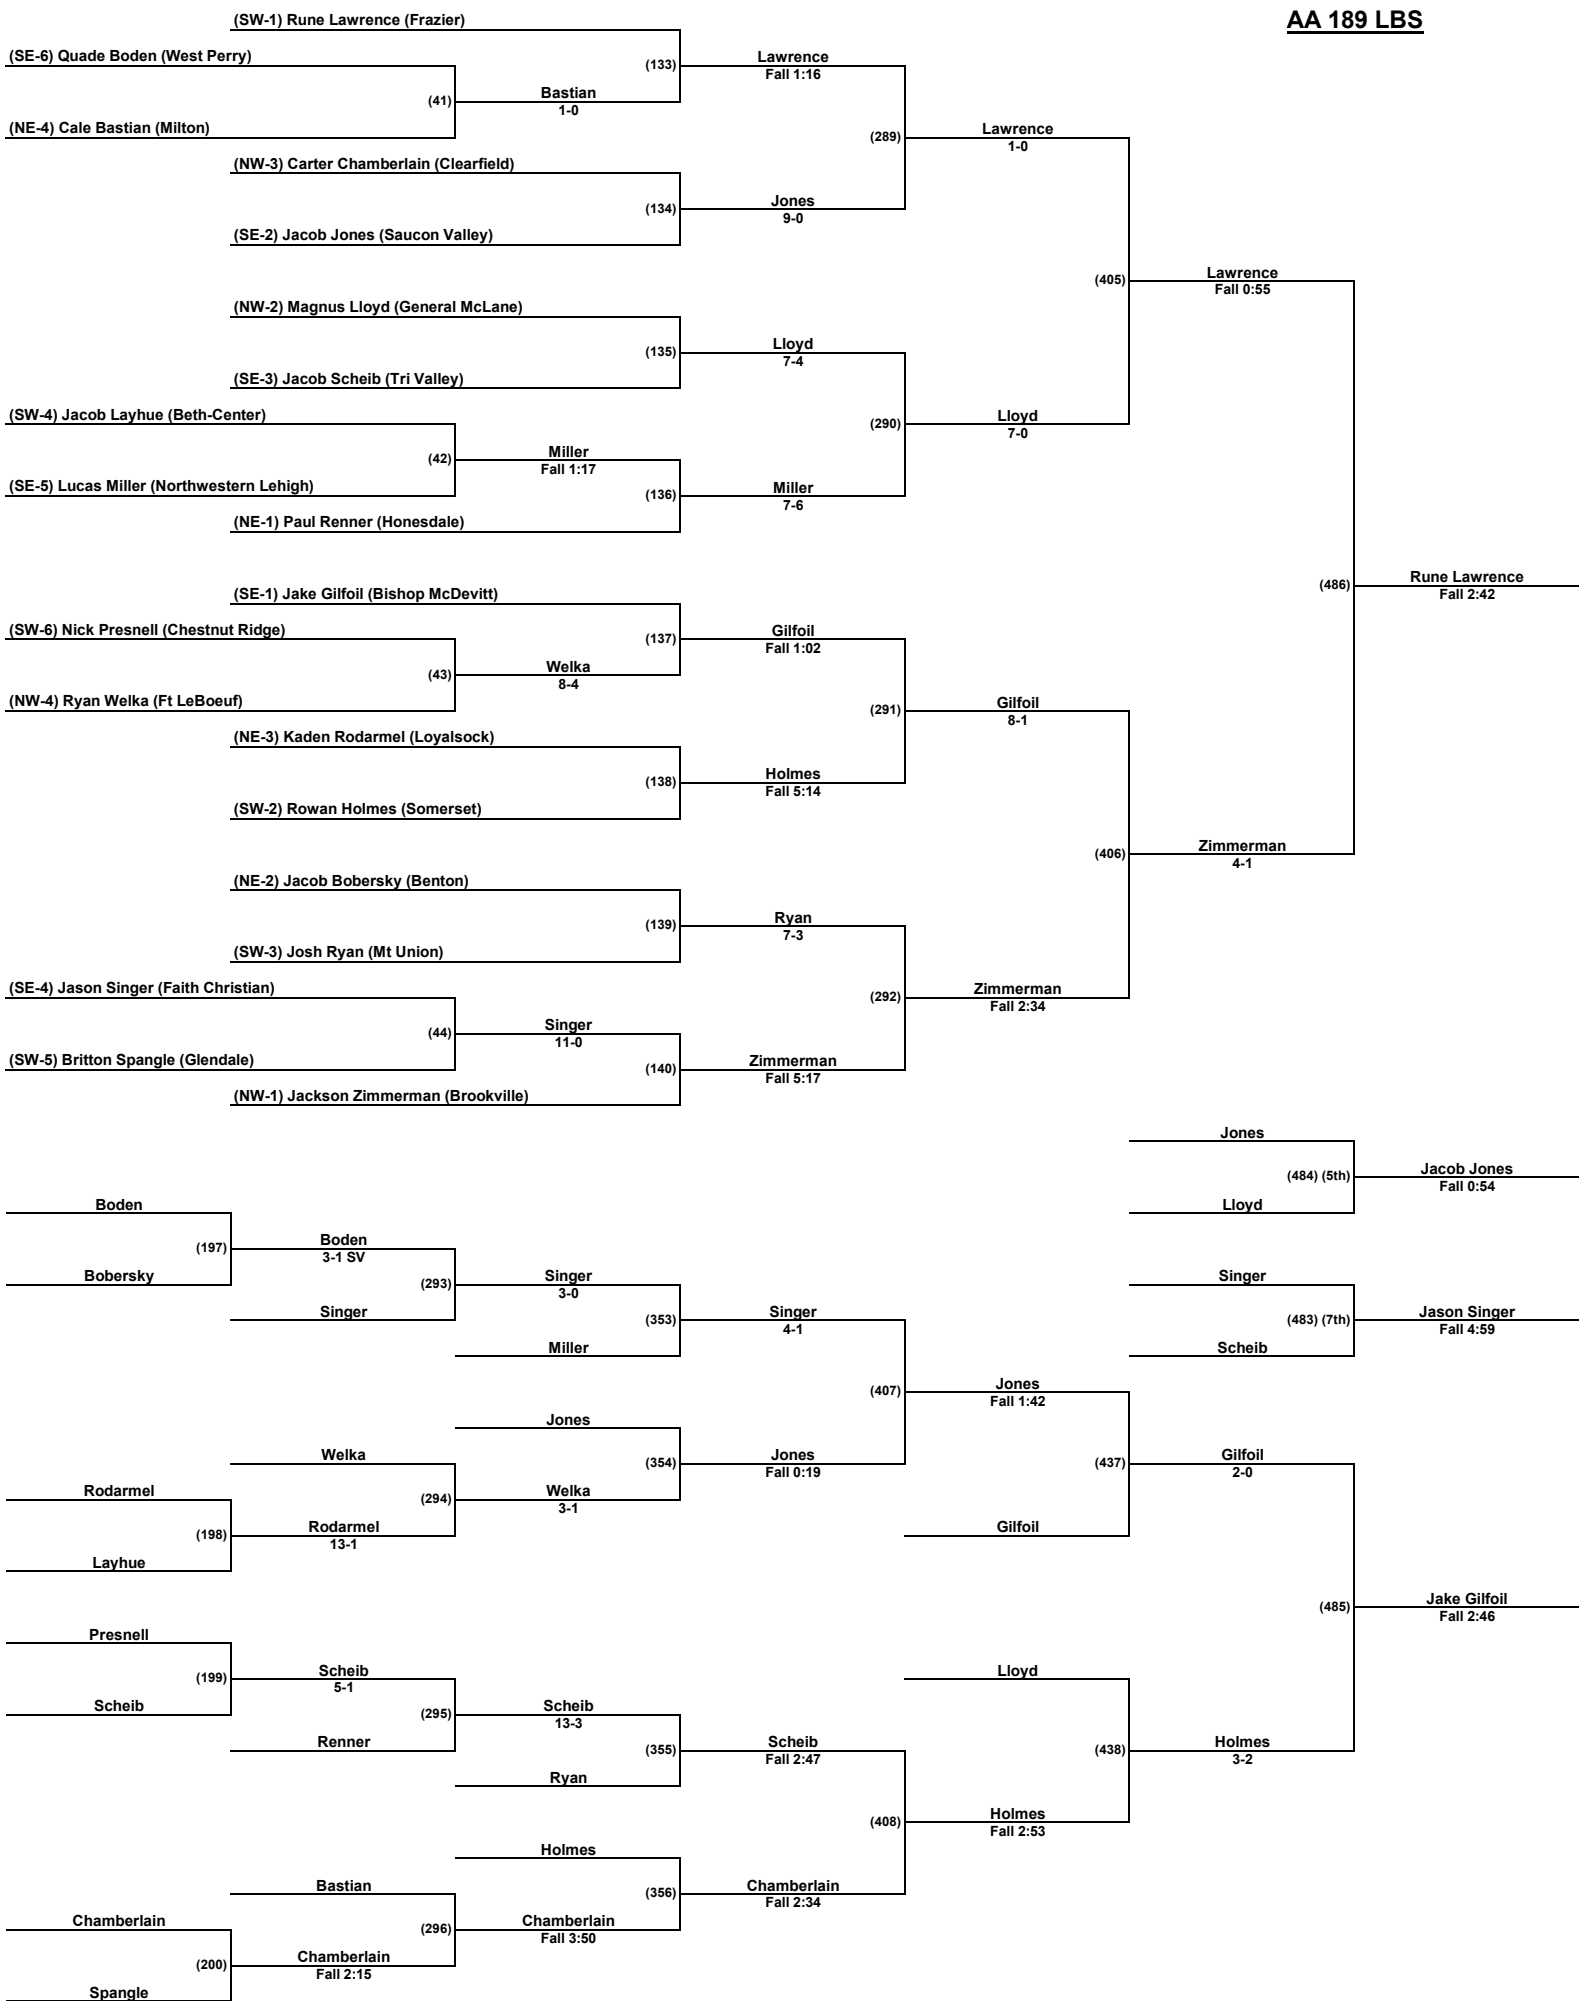 AA 189 LBS
(SW-1) Rune Lawrence (Frazier)
(SE-6) Quade Boden (West Perry)
(133)
Lawrence
Fall 1:16
(41)
Bastian
1-0
(NE-4) Cale Bastian (Milton)
(289)
Lawrence
1-0
(NW-3) Carter Chamberlain (Clearfield)
(134)
Jones
9-0
(SE-2) Jacob Jones (Saucon Valley)
(405)
Lawrence
Fall 0:55
(NW-2) Magnus Lloyd (General McLane)
(135)
Lloyd
7-4
(SE-3) Jacob Scheib (Tri Valley)
(SW-4) Jacob Layhue (Beth-Center)
(290)
Lloyd
7-0
(42)
Miller
Fall 1:17
(SE-5) Lucas Miller (Northwestern Lehigh)
(136)
Miller
7-6
(NE-1) Paul Renner (Honesdale)
(486)
Rune Lawrence
Fall 2:42
(SE-1) Jake Gilfoil (Bishop McDevitt)
(SW-6) Nick Presnell (Chestnut Ridge)
(137)
Gilfoil
Fall 1:02
(43)
Welka
8-4
(NW-4) Ryan Welka (Ft LeBoeuf)
(291)
Gilfoil
8-1
(NE-3) Kaden Rodarmel (Loyalsock)
(138)
Holmes
Fall 5:14
(SW-2) Rowan Holmes (Somerset)
(406)
Zimmerman
4-1
(NE-2) Jacob Bobersky (Benton)
(139)
Ryan
7-3
(SW-3) Josh Ryan (Mt Union)
(SE-4) Jason Singer (Faith Christian)
(292)
Zimmerman
Fall 2:34
(44)
Singer
11-0
(SW-5) Britton Spangle (Glendale)
(140)
Zimmerman
Fall 5:17
(NW-1) Jackson Zimmerman (Brookville)
Jones
(484) (5th)
Jacob Jones
Fall 0:54
Lloyd
Boden
(197)
Boden
3-1 SV
Bobersky
(293)
Singer
3-0
Singer
Singer
(483) (7th)
Jason Singer
Fall 4:59
Scheib
(353)
Singer
4-1
Miller
(407)
Jones
Fall 1:42
Jones
Welka
(354)
Jones
Fall 0:19
(437)
Gilfoil
2-0
Rodarmel
(294)
Welka
3-1
(198)
Rodarmel
13-1
Gilfoil
Layhue
(485)
Jake Gilfoil
Fall 2:46
Presnell
(199)
Scheib
5-1
Lloyd
Scheib
(295)
Scheib
13-3
Renner
(355)
Scheib
Fall 2:47
(438)
Holmes
3-2
Ryan
(408)
Holmes
Fall 2:53
Holmes
Bastian
(356)
Chamberlain
Fall 2:34
Chamberlain
(296)
Chamberlain
Fall 3:50
(200)
Chamberlain
Fall 2:15
Spangle